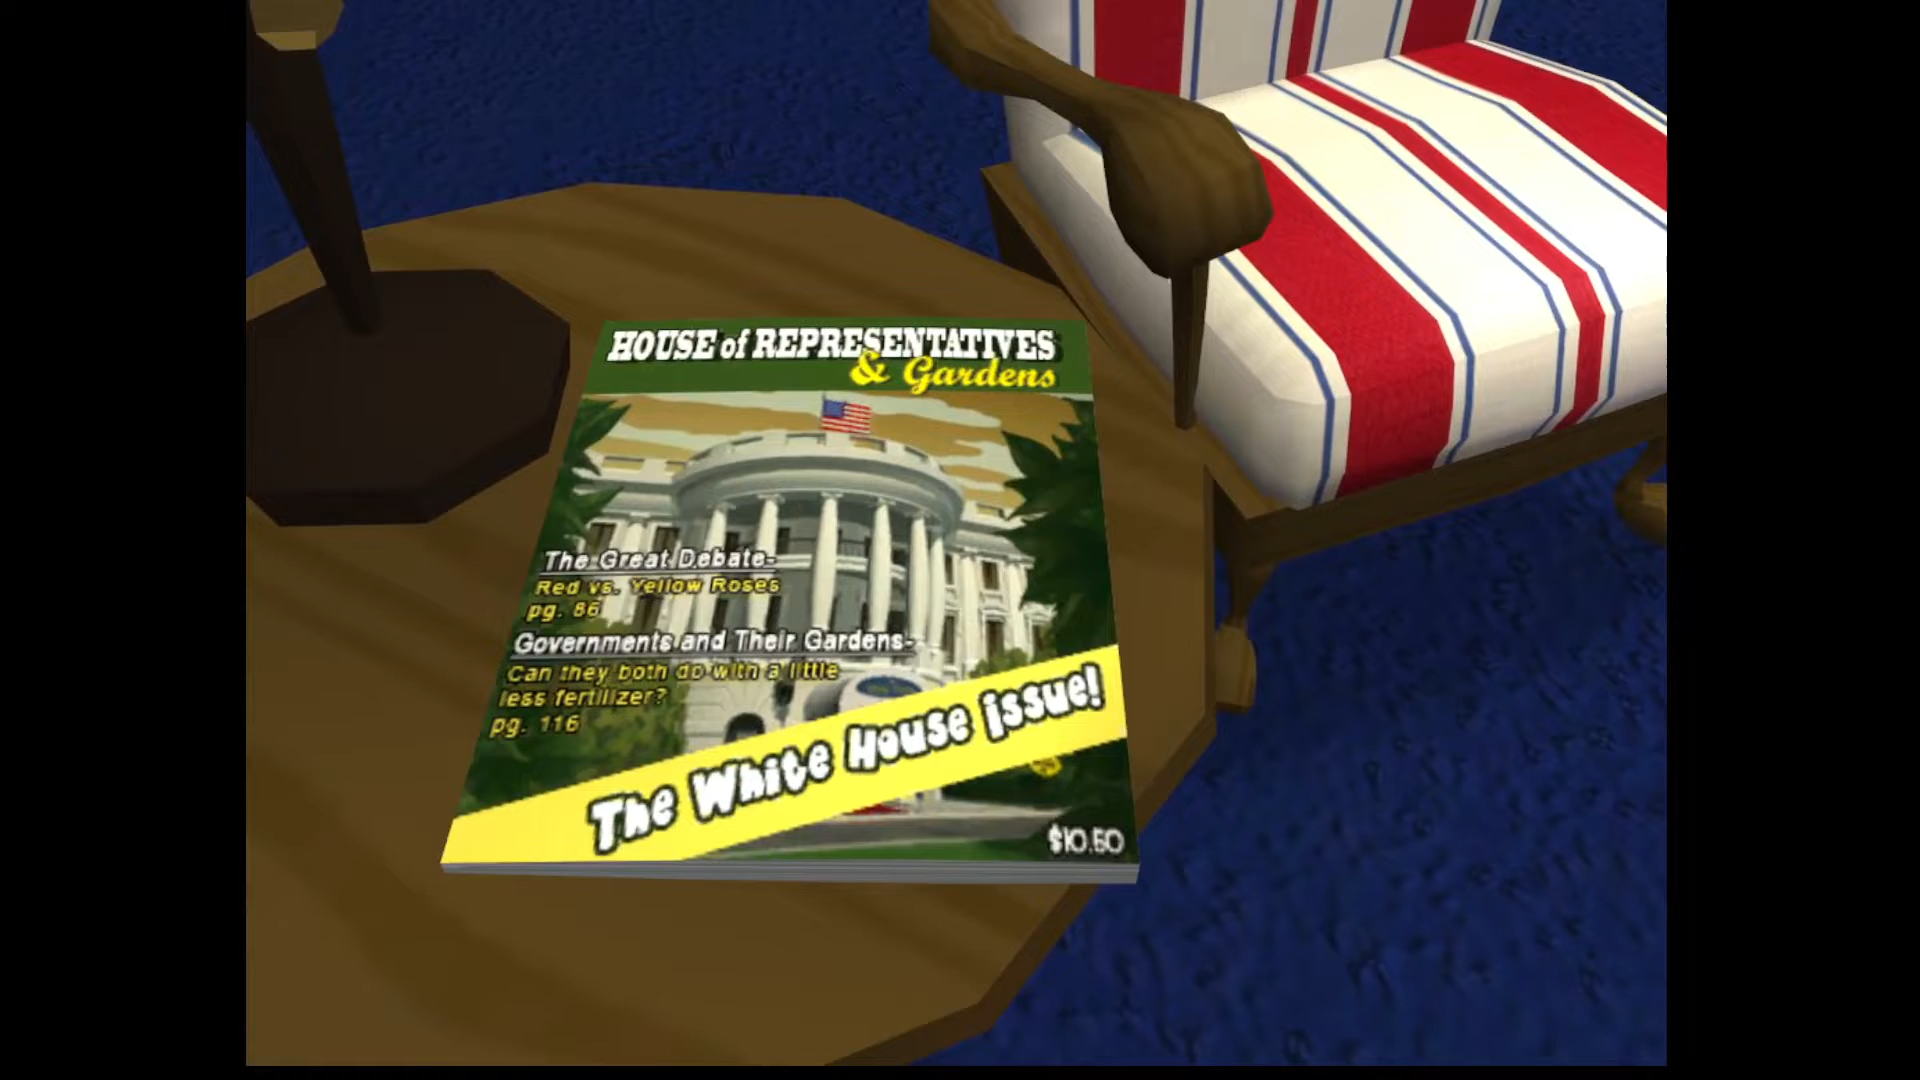 HOUSE of REPRESENTATIVES
& Gardens
The Great Debate-
Red vs. Yellow Roses
pg. 86
Governments and Their Gardens-
Can they both do with a little
less fertilizer?
pg. 116
The White House issue!
$10.50